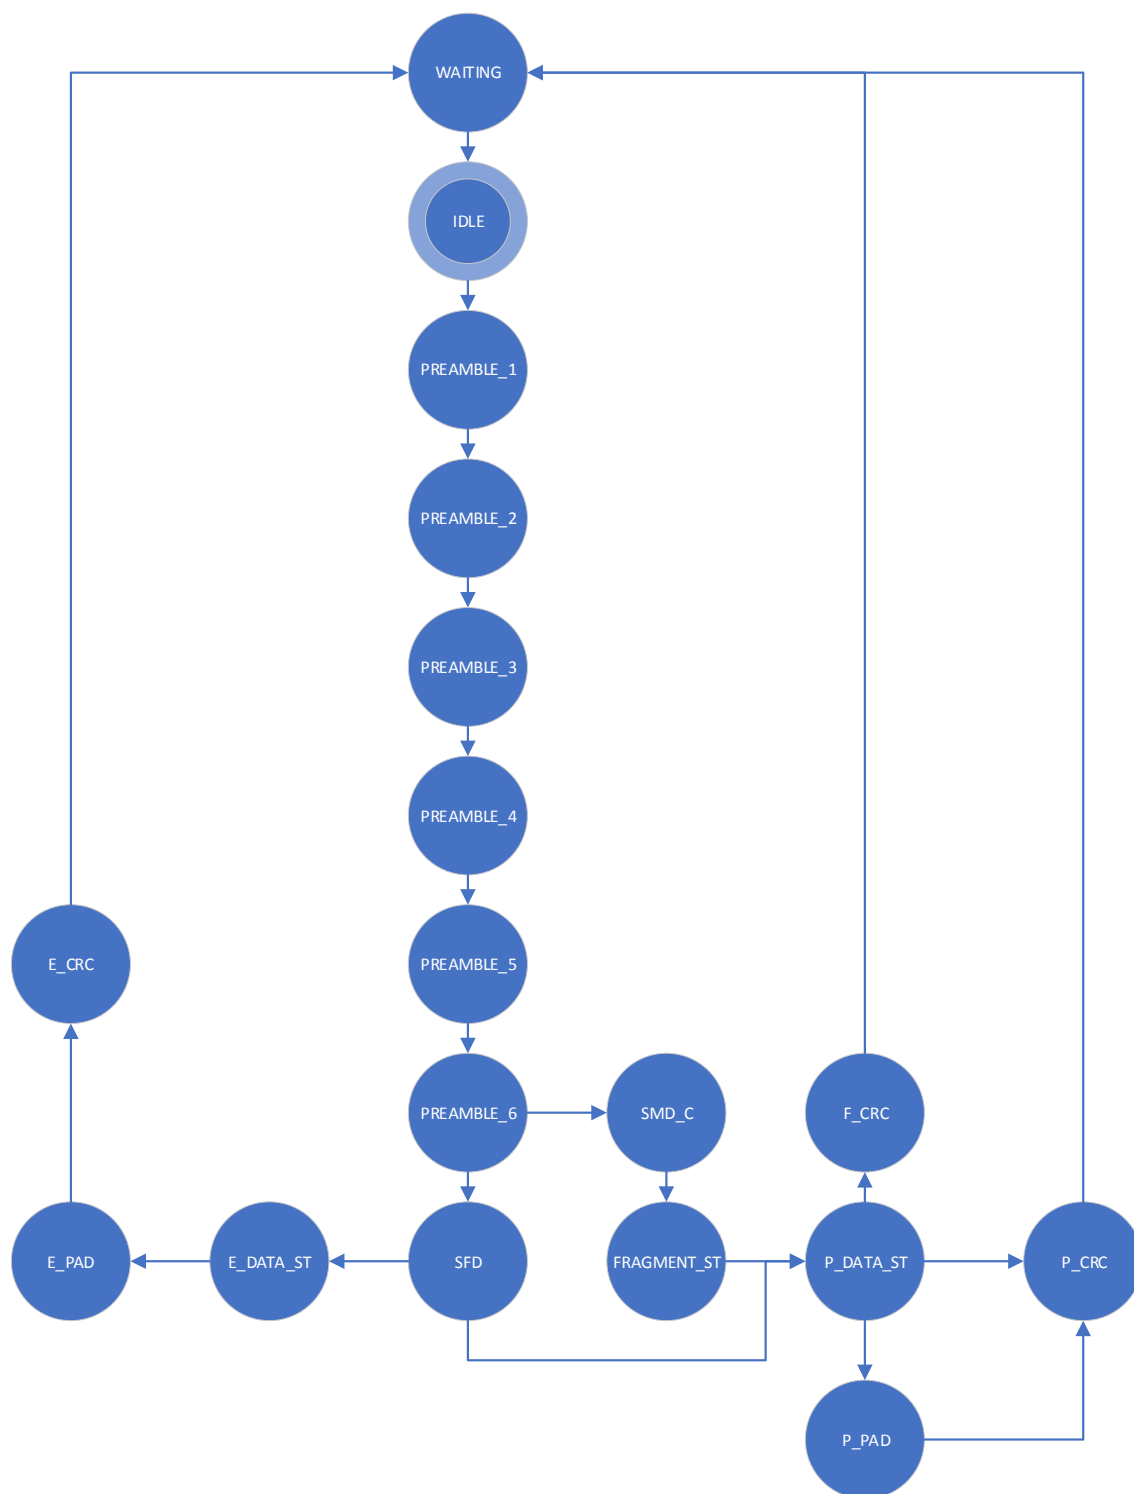 WAITING
IDLE
PREAMBLE_1
PREAMBLE_2
PREAMBLE_3
PREAMBLE_4
PREAMBLE_5
E_CRC
PREAMBLE_6
SMD_C
F_CRC
E_PAD
E_DATA_ST
SFD
FRAGMENT_ST
P_DATA_ST
P_CRC
P_PAD